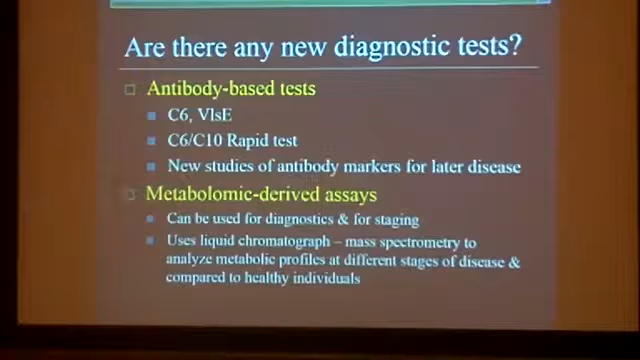 Are there any new diagnostic tests?
Antibody-based tests
C6, VlsE
C6/C10 Rapid test
New studies of antibody markers for later disease
Metabolomic-derived assays
Can be used for diagnostics & for staging
Uses liquid chromatograph – mass spectrometry to
analyze metabolic profiles at different stages of disease &
compared to healthy individuals